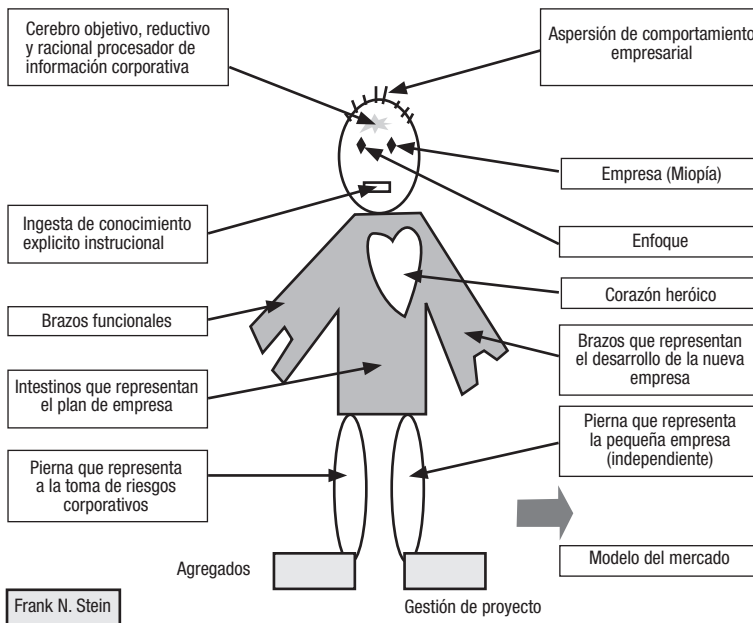 Cerebro objetivo, reductivo
y racional procesador de
información corporativa
Aspersión de comportamiento
empresarial
Empresa (Miopía)
Ingesta de conocimiento
explicito instrucional
Enfoque
Corazón heróico
Brazos funcionales
Brazos que representan
el desarrollo de la nueva
empresa
Intestinos que representan
el plan de empresa
Pierna que representa
la pequeña empresa
(independiente)
Pierna que representa
a la toma de riesgos
corporativos
Modelo del mercado
Agregados
Gestión de proyecto
Frank N. Stein